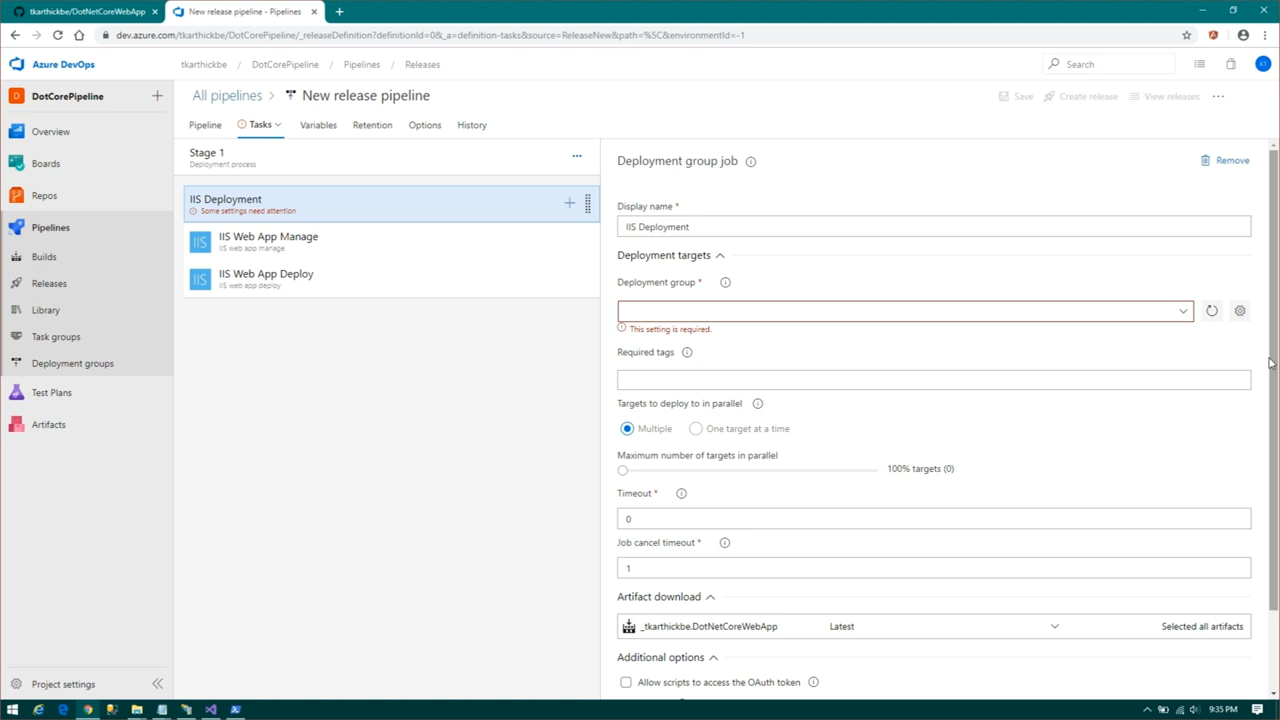 tkarthickbe/DotNetCoreWebApp
New release pipeline - Pipelines
dev.azure.com/tkarthickbe/DotCorePipeline/_releaseDefinition?definitionId=0&_a=definition-tasks&source=ReleaseNew&path=%5C&environmentId=-1
Azure DevOps
tkarthickbe / DotCorePipeline / Pipelines / Releases
Search
KT
D DotCorePipeline
Overview
Boards
Repos
Pipelines
Builds
Releases
Library
Task groups
Deployment groups
Test Plans
Artifacts
Project settings
All pipelines > New release pipeline
Save Create release View releases
Pipeline Tasks Variables Retention Options History
Stage 1
Deployment process
IIS Deployment
Some settings need attention
IIS IIS Web App Manage
IIS web app manage
IIS IIS Web App Deploy
IIS web app deploy
Deployment group job
Remove
Display name *
IIS Deployment
Deployment targets
Deployment group *
This setting is required.
Required tags
Targets to deploy to in parallel
Multiple One target at a time
Maximum number of targets in parallel
100% targets (0)
Timeout *
0
Job cancel timeout *
1
Artifact download
_tkarthickbe.DotNetCoreWebApp Latest Selected all artifacts
Additional options
Allow scripts to access the OAuth token
9:35 PM